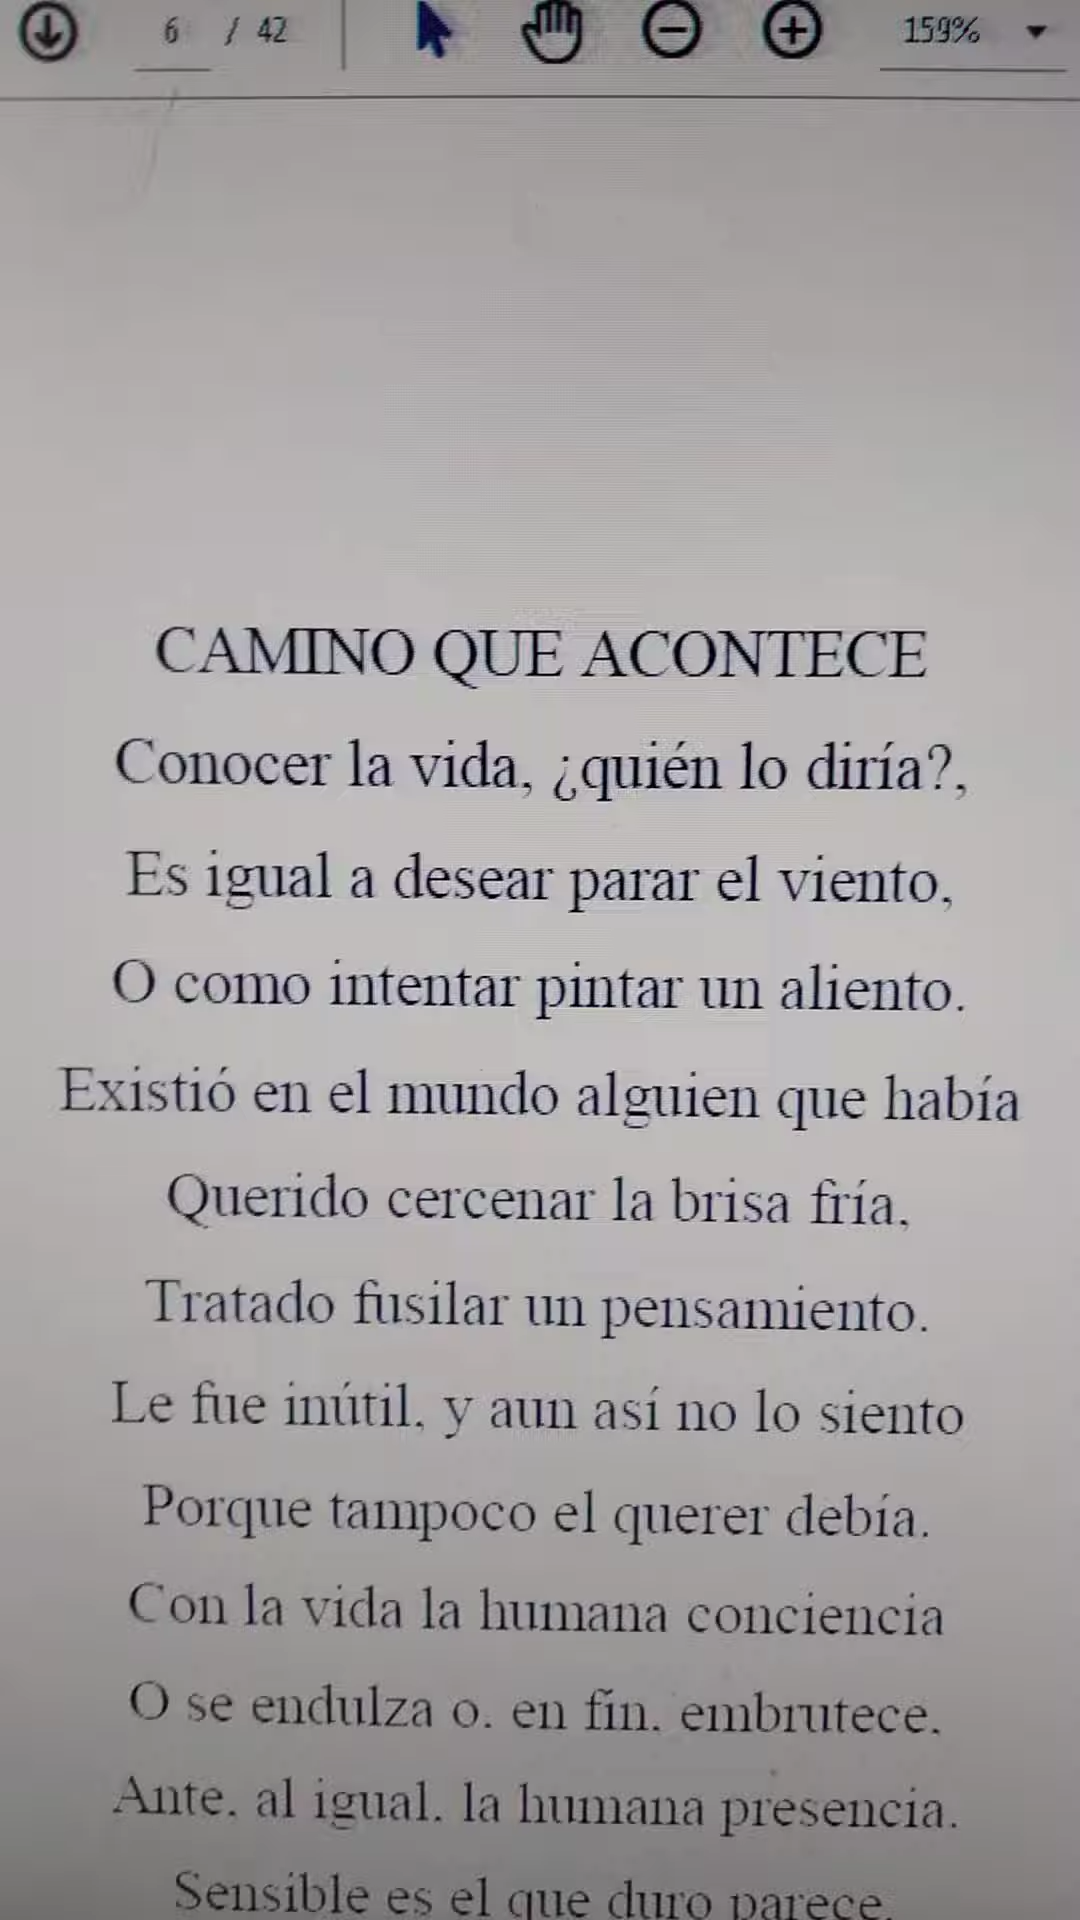 6 / 42 159%
CAMINO QUE ACONTECE
Conocer la vida, ¿quién lo diría?,
Es igual a desear parar el viento,
O como intentar pintar un aliento.
Existió en el mundo alguien que había
Querido cercenar la brisa fría,
Tratado fusilar un pensamiento.
Le fue inútil, y aun así no lo siento
Porque tampoco el querer debía.
Con la vida la humana conciencia
O se endulza o, en fin, embrutece.
Ante, al igual, la humana presencia.
Sensible es el que duro parece.